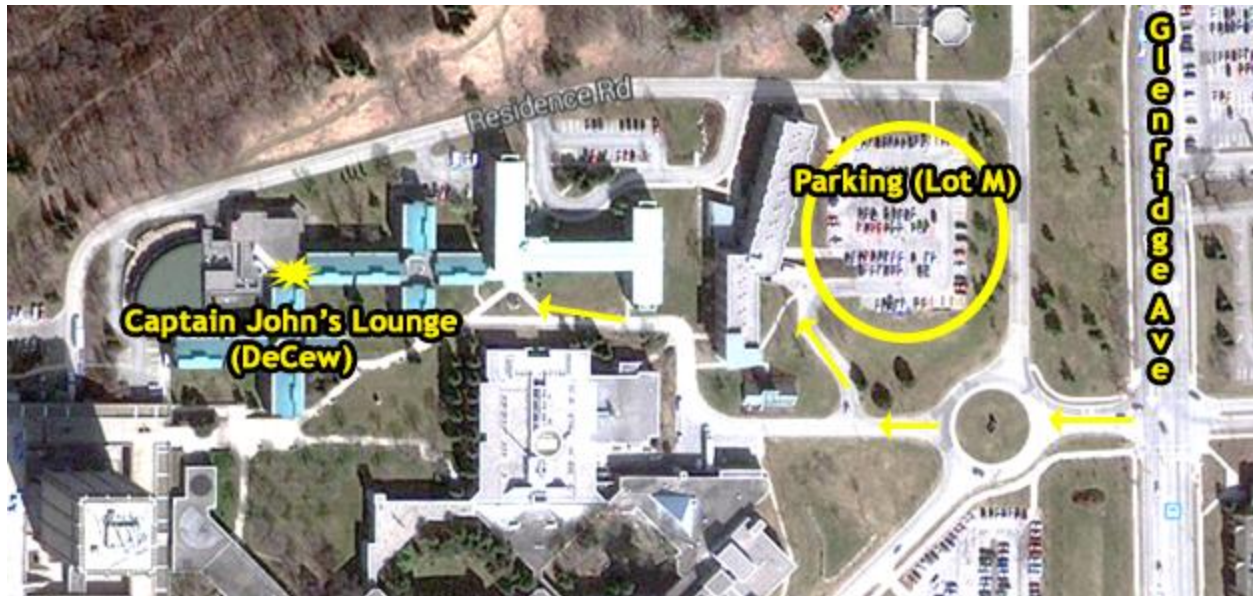 Glenridge Ave
Residence Rd
Parking (Lot M)
Captain John's Lounge
(DeCew)